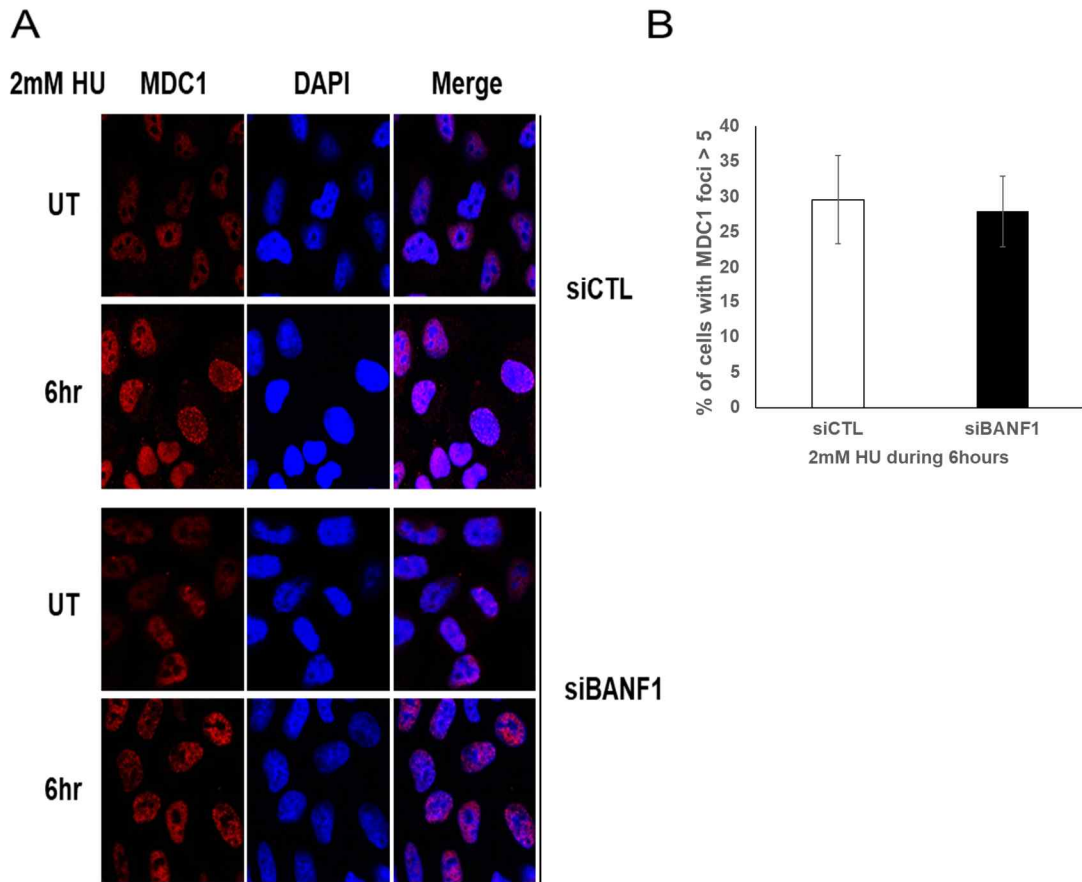 A
2mM HU MDC1 DAPI Merge
UT
6hr
siCTL
UT
6hr
siBANF1
B
% of cells with MDC1 foci > 5
40
35
30
25
20
15
10
5
0
siCTL siBANF1
2mM HU during 6hours